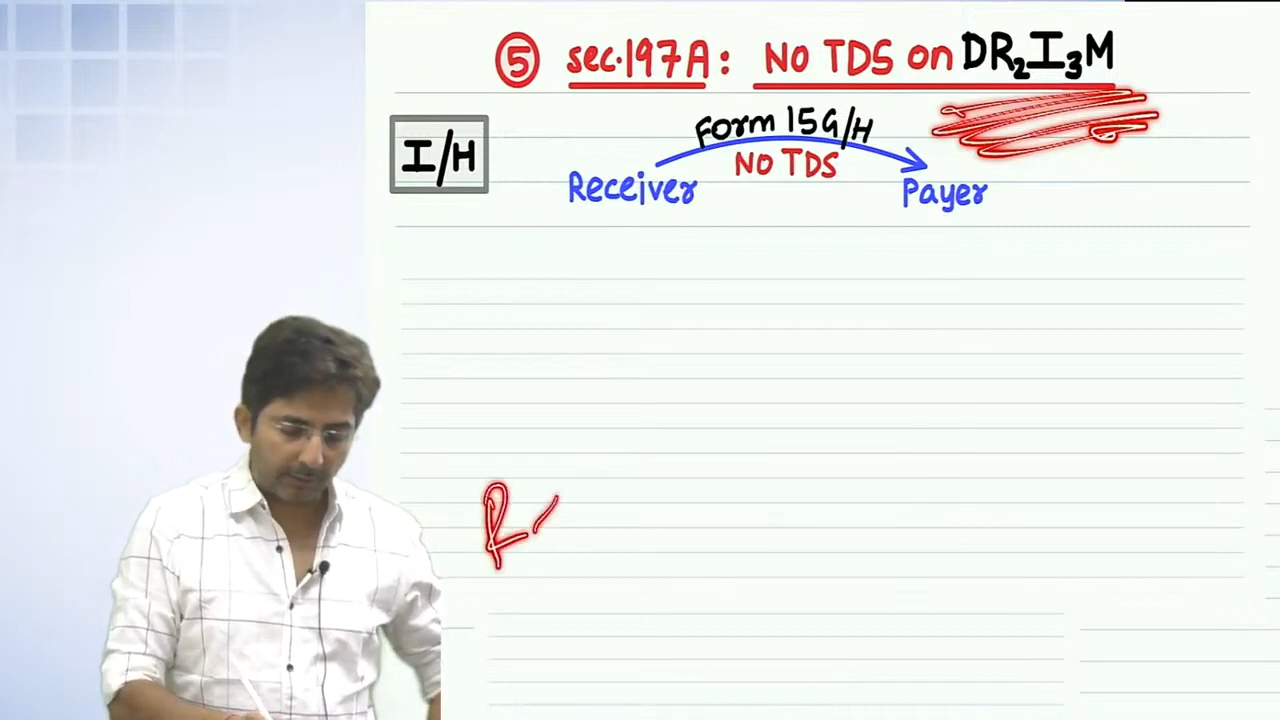 ⑤ sec.197A: NO TDS on DR₂I₃M
I/H
Form 15G/H
NO TDS
Receiver
Payer
R